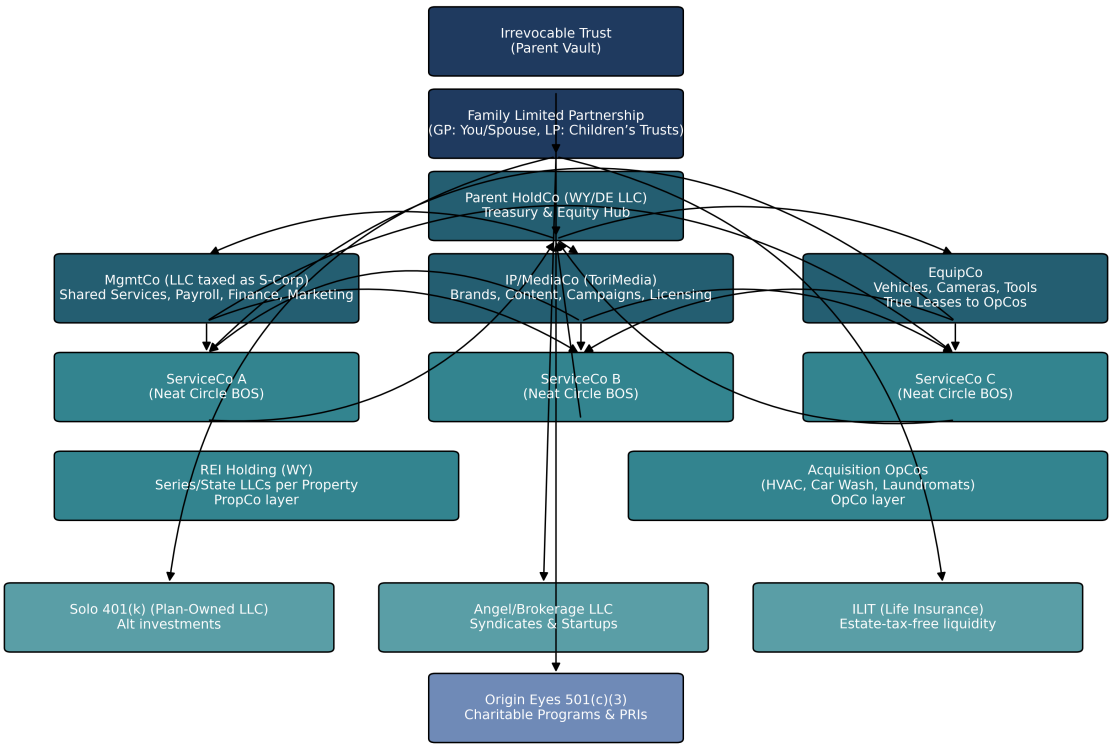 Irrevocable Trust
(Parent Vault)
Family Limited Partnership
(GP: You/Spouse, LP: Children’s Trusts)
Parent HoldCo (WY/DE LLC)
Treasury & Equity Hub
MgmtCo (LLC taxed as S-Corp)
Shared Services, Payroll, Finance, Marketing
IP/MediaCo (ToriMedia)
Brands, Content, Campaigns, Licensing
EquipCo
Vehicles, Cameras, Tools
True Leases to OpCos
ServiceCo A
(Neat Circle BOS)
ServiceCo B
(Neat Circle BOS)
ServiceCo C
(Neat Circle BOS)
REI Holding (WY)
Series/State LLCs per Property
PropCo layer
Acquisition OpCos
(HVAC, Car Wash, Laundromats)
OpCo layer
Solo 401(k) (Plan-Owned LLC)
Alt investments
Angel/Brokerage LLC
Syndicates & Startups
ILIT (Life Insurance)
Estate-tax-free liquidity
Origin Eyes 501(c)(3)
Charitable Programs & PRIs